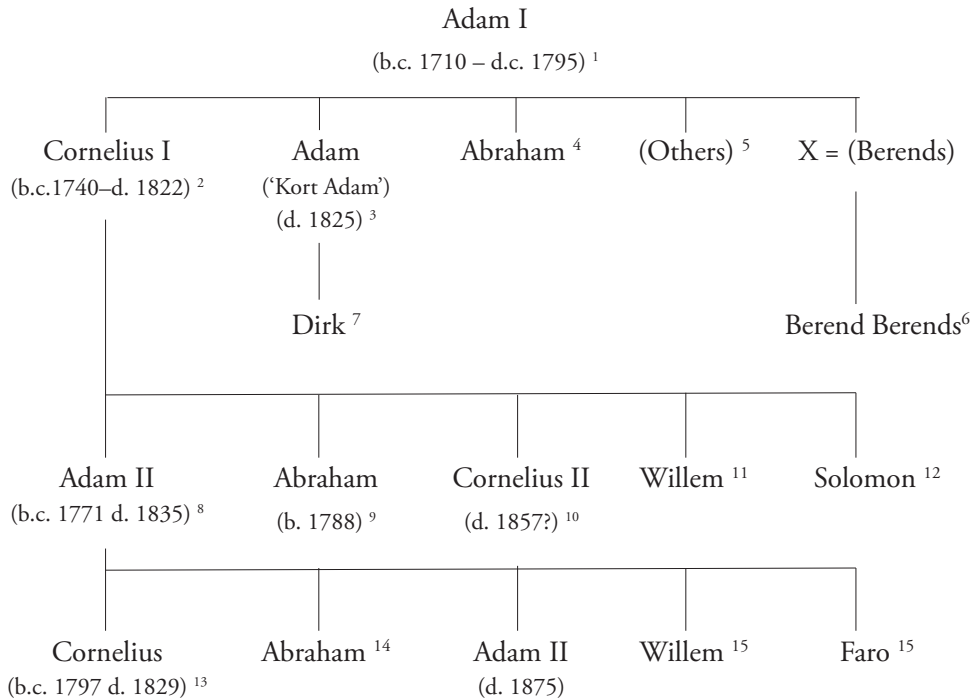 Adam I
(b.c. 1710 – d.c. 1795) 1
Cornelius I Adam Abraham 4 (Others) 5 X = (Berends)
(b.c.1740–d. 1822) 2 (‘Kort Adam’)
(d. 1825) 3
Dirk 7 Berend Berends6
Adam II Abraham Cornelius II Willem 11 Solomon 12
(b.c. 1771 d. 1835) 8 (b. 1788) 9 (d. 1857?) 10
Cornelius Abraham 14 Adam II Willem 15 Faro 15
(b.c. 1797 d. 1829) 13 (d. 1875)